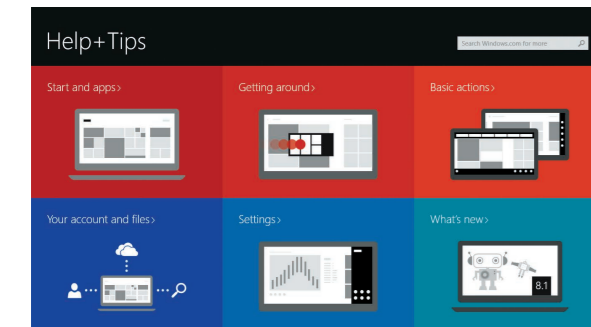 Help+Tips
Search Windows.com for more
Start and apps>
Getting around>
Basic actions>
Your account and files>
Settings>
What's new>
8.1